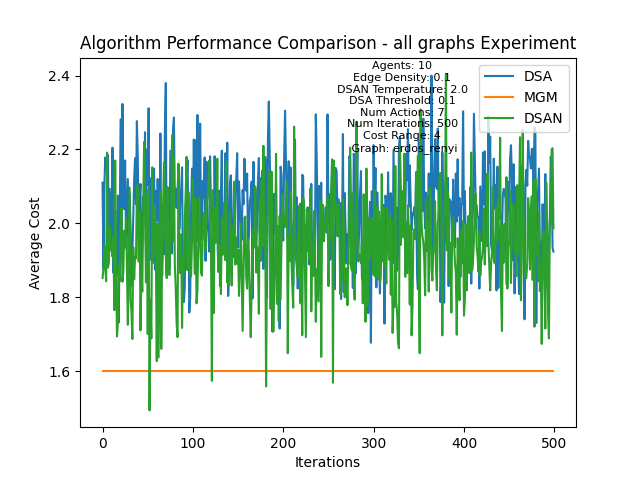 Algorithm Performance Comparison - all graphs Experiment
Agents: 10
Edge Density: 0.1
DSAN Temperature: 2.0
DSA Threshold: 0.1
Num Actions: 7
Num Iterations: 500
Cost Range: 4
Graph: erdos_renyi
DSA
MGM
DSAN
Average Cost
2.4
2.2
2.0
1.8
1.6
0
100
200
300
400
500
Iterations